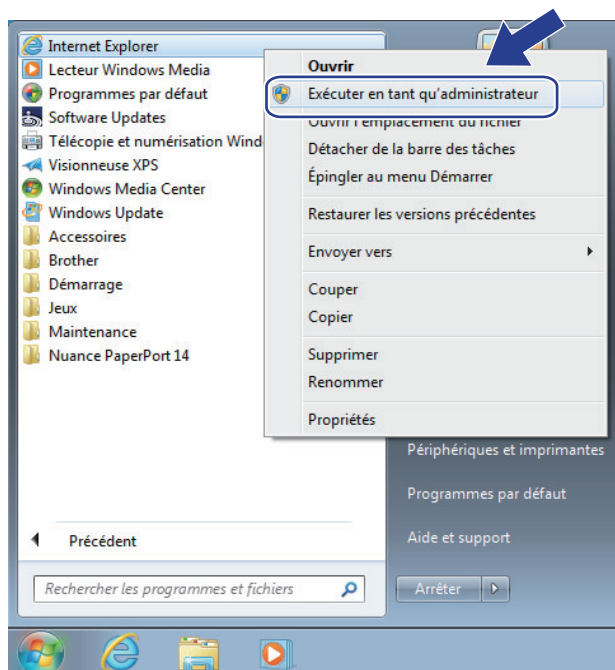 Internet Explorer
Lecteur Windows Media
Programmes par défaut
Software Updates
Télécopie et numérisation Wind
Visionneuse XPS
Windows Media Center
Windows Update
Accessoires
Brother
Démarrage
Jeux
Maintenance
Nuance PaperPort 14
Précédent
Rechercher les programmes et fichiers
Ouvrir
Exécuter en tant qu'administrateur
Ouvrir l'emplacement du fichier
Détacher de la barre des tâches
Épingler au menu Démarrer
Restaurer les versions précédentes
Envoyer vers
Couper
Copier
Supprimer
Renommer
Propriétés
Périphériques et imprimantes
Programmes par défaut
Aide et support
Arrêter